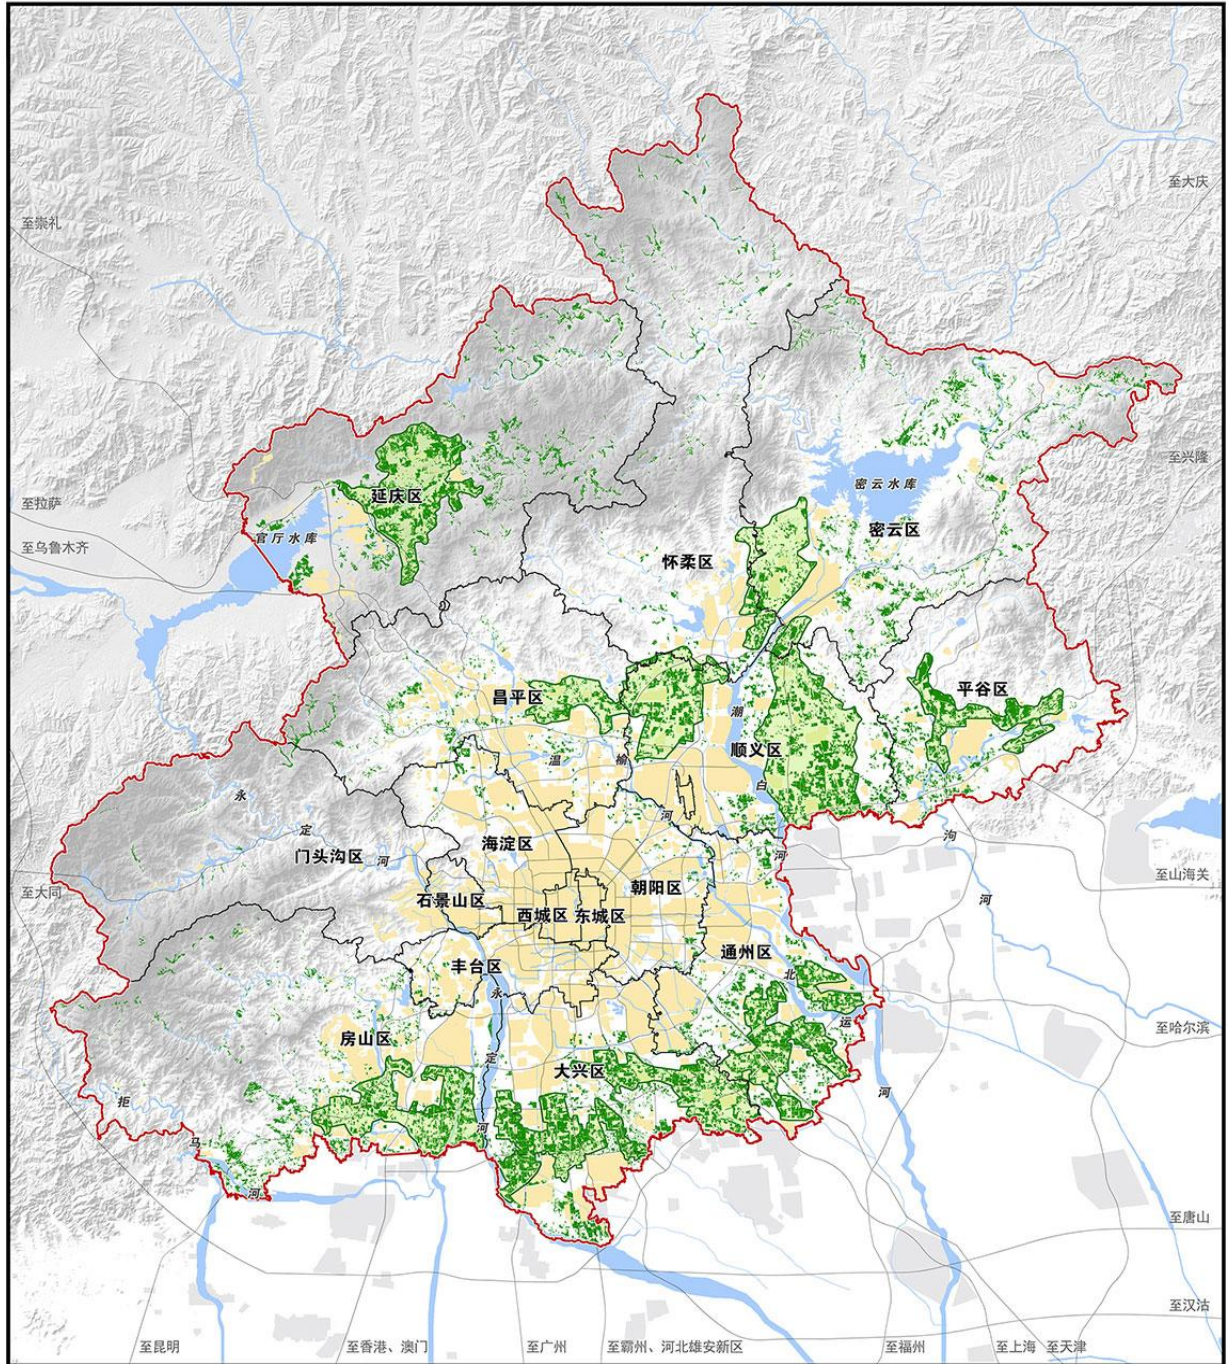 至大庆
至崇礼
至兴隆
密云水库
延庆区
至拉萨
密云区
官厅水库
至乌鲁木齐
怀柔区
平谷区
昌平区
潮
顺义区
温
榆
白
永
河
定
洵
海淀区
门头沟区
河
河
至大同
朝阳区
至山海关
石景山区
西城区
东城区
河
通州区
丰台区
北
永
运
至哈尔滨
房山区
定
大兴区
河
拒
河
马
河
至唐山
至汉沽
至昆明
至香港、澳门
至广州
至霸州、河北雄安新区
至福州
至上海
至天津